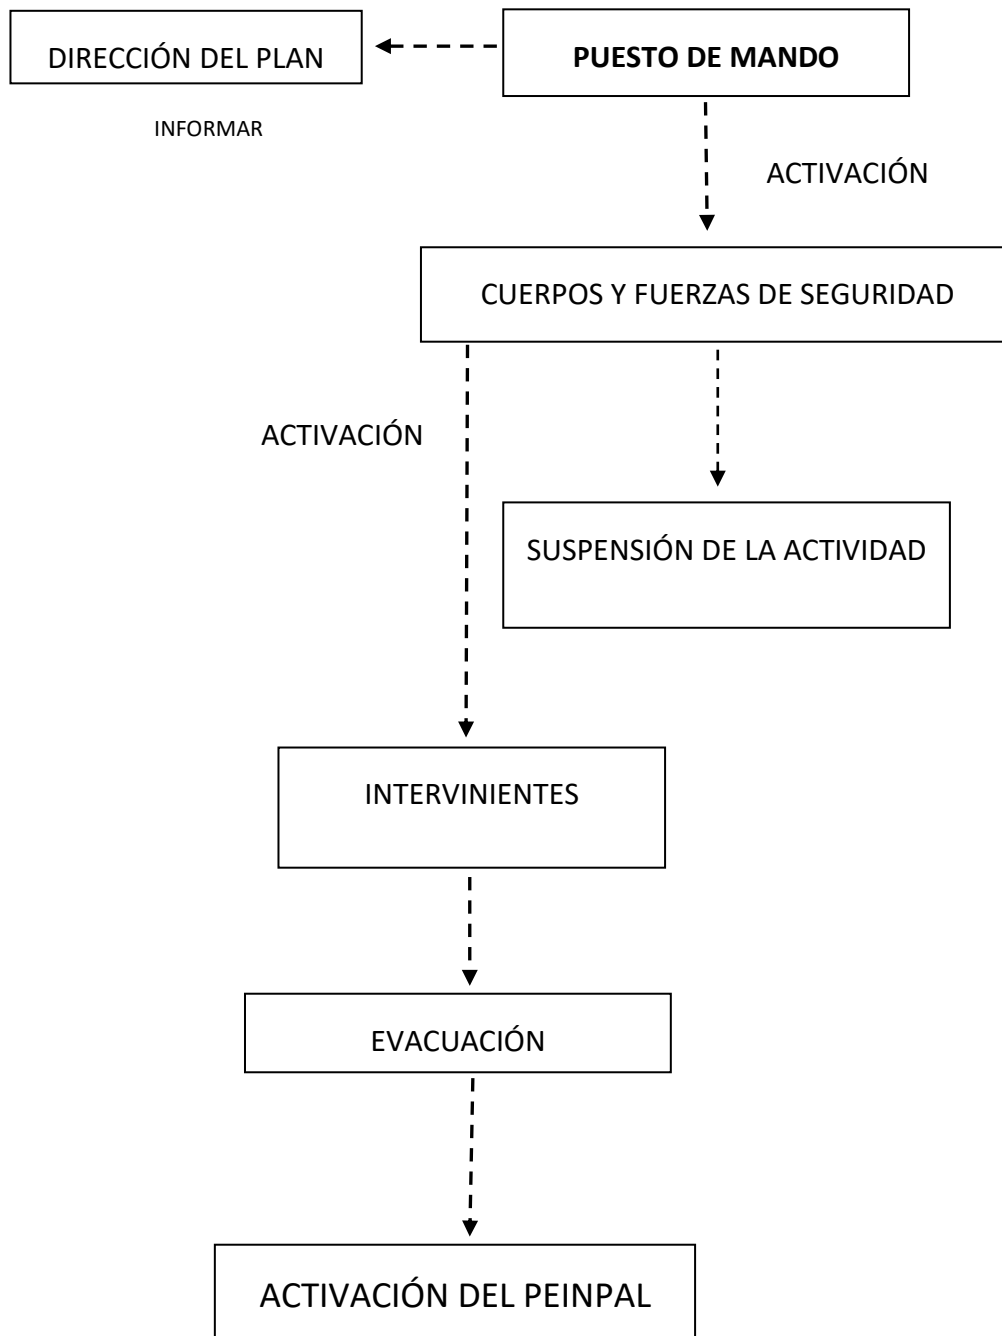 DIRECCIÓN DEL PLAN
PUESTO DE MANDO
INFORMAR
ACTIVACIÓN
CUERPOS Y FUERZAS DE SEGURIDAD
ACTIVACIÓN
SUSPENSIÓN DE LA ACTIVIDAD
INTERVINIENTES
EVACUACIÓN
ACTIVACIÓN DEL PEINPAL